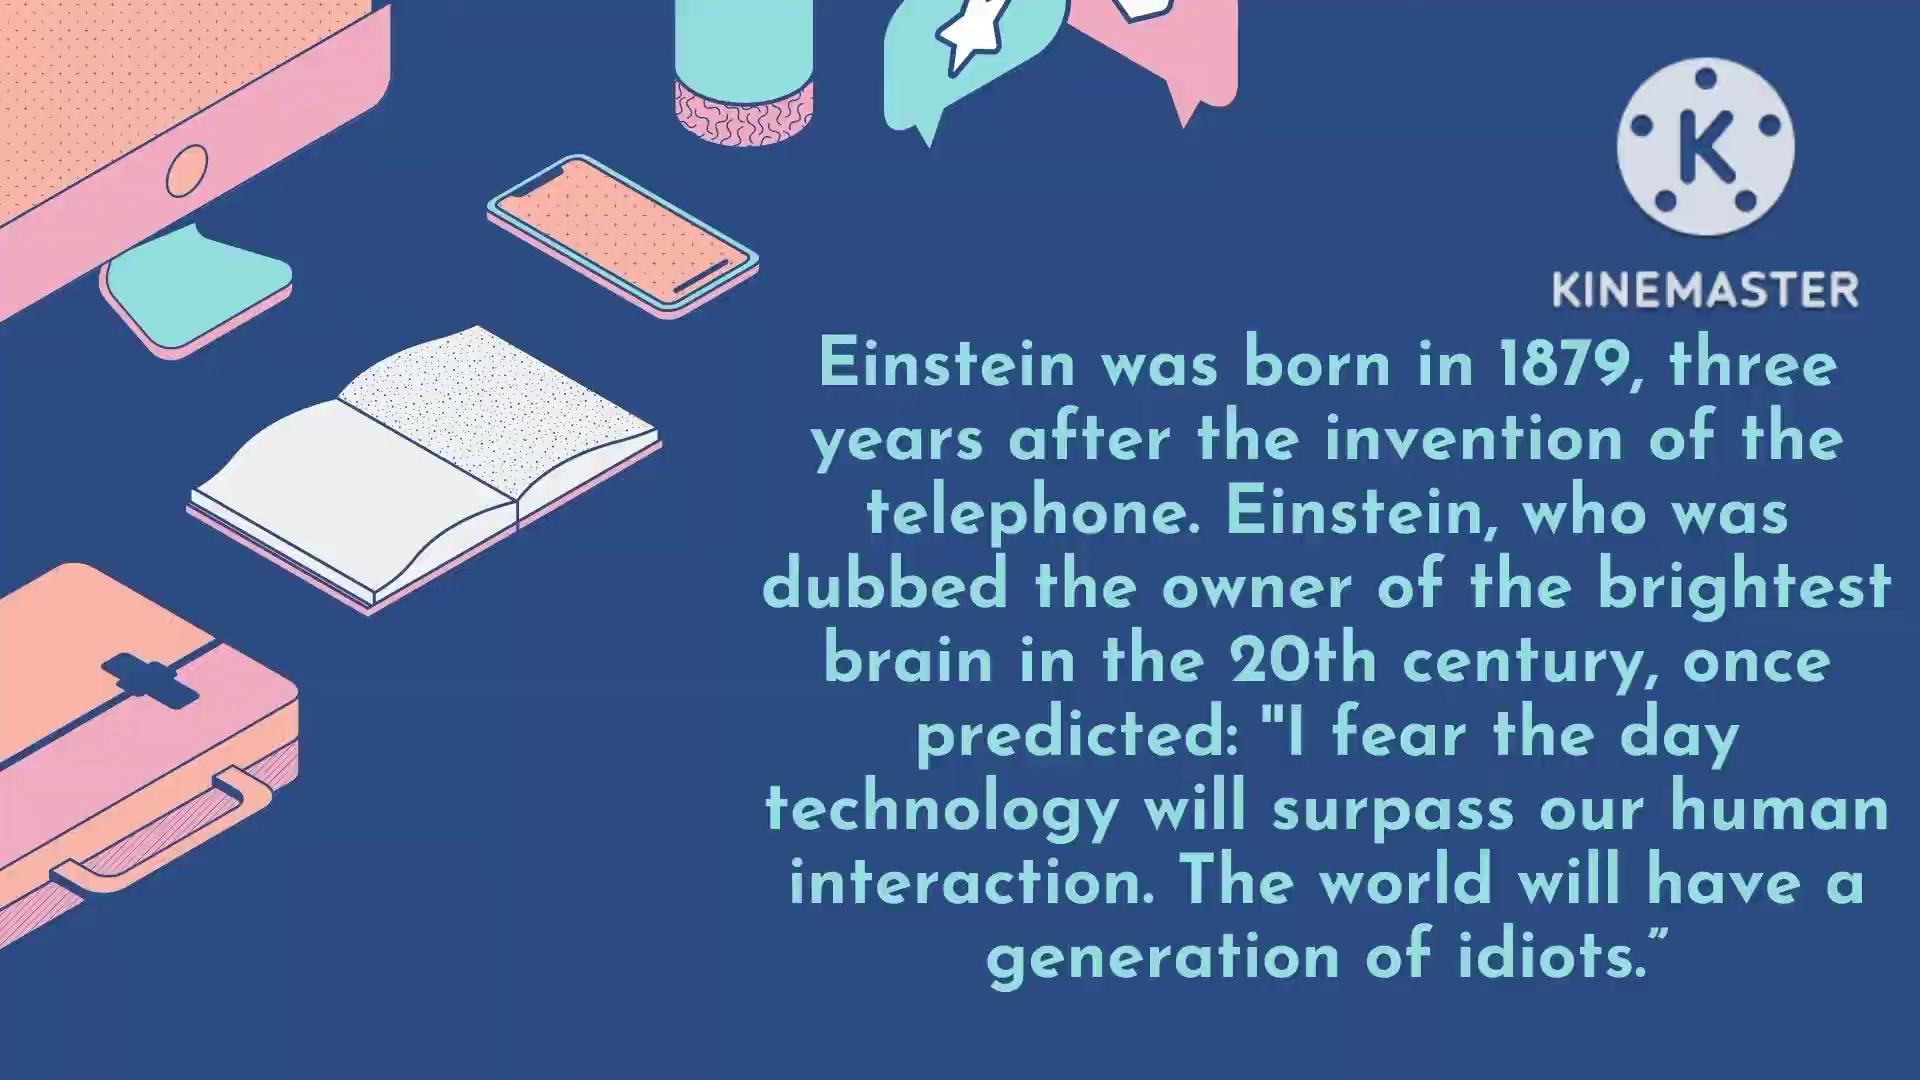 K
KINEMASTER
Einstein was born in 1879, three
years after the invention of the
telephone. Einstein, who was
dubbed the owner of the brightest
brain in the 20th century, once
predicted: "I fear the day
technology will surpass our human
interaction. The world will have a
generation of idiots.”